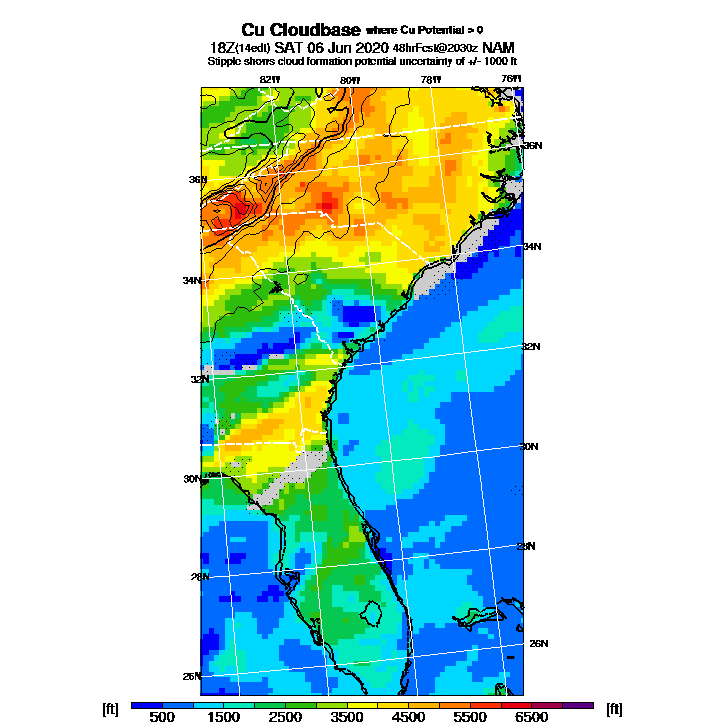 Cu Cloudbase where Cu Potential > 0
18Z(14edt) SAT 06 Jun 2020 48hrFcst@2030z NAM
Stipple shows cloud formation potential uncertainty of +/- 1000 ft
82W 80W 78W 76W
36N
36N
34N
34N
32N
32N
30N
30N
28N
28N
26N
26N
[ft] 500 1500 2500 3500 4500 5500 6500 [ft]